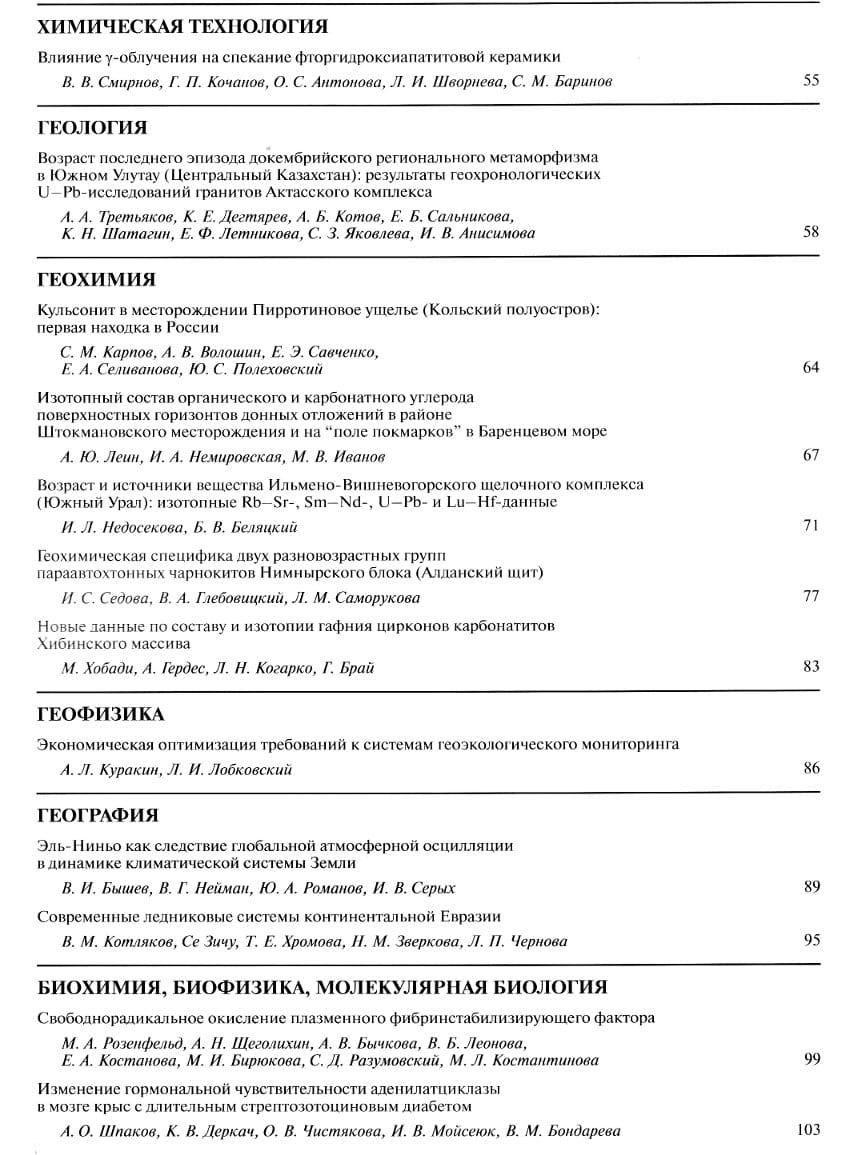 ХИМИЧЕСКАЯ ТЕХНОЛОГИЯ
Влияние γ-облучения на спекание фторгидроксиапатитовой керамики
В. В. Смирнов, Г. П. Кочанов, О. С. Антонова, Л. И. Шворнева, С. М. Баринов 55
ГЕОЛОГИЯ
Возраст последнего эпизода докембрийского регионального метаморфизма
в Южном Улутау (Центральный Казахстан): результаты геохронологических
U–Pb-исследований гранитов Актасского комплекса
А. А. Третьяков, К. Е. Дегтярев, А. Б. Котов, Е. Б. Сальникова,
К. Н. Шатагин, Е. Ф. Летникова, С. З. Яковлева, И. В. Анисимова 58
ГЕОХИМИЯ
Кульсонит в месторождении Пирротиновое ущелье (Кольский полуостров):
первая находка в России
С. М. Карпов, А. В. Волошин, Е. Э. Савченко,
Е. А. Селиванова, Ю. С. Полеховский 64
Изотопный состав органического и карбонатного углерода
поверхностных горизонтов донных отложений в районе
Штокмановского месторождения и на “поле покмарков” в Баренцевом море
А. Ю. Леин, И. А. Немировская, М. В. Иванов 67
Возраст и источники вещества Ильмено-Вишневогорского щелочного комплекса
(Южный Урал): изотопные Rb–Sr-, Sm–Nd-, U–Pb- и Lu–Hf-данные
И. Л. Недосекова, Б. В. Беляцкий 71
Геохимическая специфика двух разновозрастных групп
параавтохтонных чарнокитов Нимнырского блока (Алданский щит)
И. С. Седова, В. А. Глебовицкий, Л. М. Саморукова 77
Новые данные по составу и изотопии гафния цирконов карбонатитов
Хибинского массива
М. Хобади, А. Гердес, Л. Н. Когарко, Г. Брай 83
ГЕОФИЗИКА
Экономическая оптимизация требований к системам геоэкологического мониторинга
А. Л. Куракин, Л. И. Лобковский 86
ГЕОГРАФИЯ
Эль-Ниньо как следствие глобальной атмосферной осцилляции
в динамике климатической системы Земли
В. И. Бышев, В. Г. Нейман, Ю. А. Романов, И. В. Серых 89
Современные ледниковые системы континентальной Евразии
В. М. Котляков, Се Зичу, Т. Е. Хромова, Н. М. Зверкова, Л. П. Чернова 95
БИОХИМИЯ, БИОФИЗИКА, МОЛЕКУЛЯРНАЯ БИОЛОГИЯ
Свободнорадикальное окисление плазменного фибринстабилизирующего фактора
М. А. Розенфельд, А. Н. Щеголихин, А. В. Бычкова, В. Б. Леонова,
Е. А. Костанова, М. И. Бирюкова, С. Д. Разумовский, М. Л. Костантинова 99
Изменение гормональной чувствительности аденилатциклазы
в мозге крыс с длительным стрептозотоциновым диабетом
А. О. Шпаков, К. В. Деркач, О. В. Чистякова, И. В. Мойсеюк, В. М. Бондарева 103